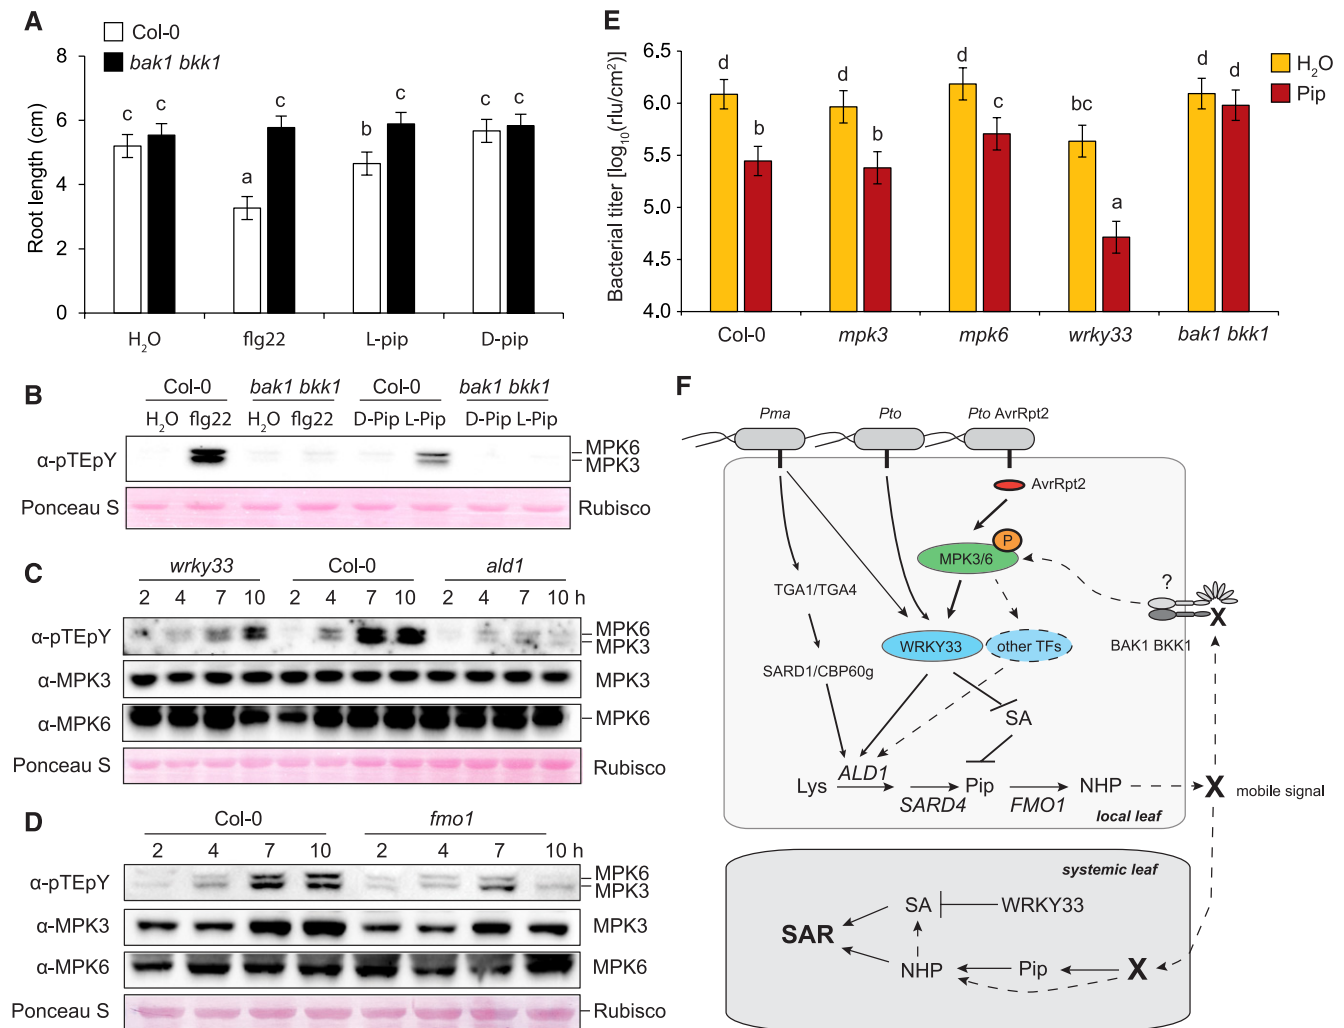 A
Col-0
bak1 bkk1
Root length (cm)
8
6
4
2
0
c c a c b c c c
H₂O flg22 L-pip D-pip
E
H₂O
Pip
Bacterial titer [log₁₀(rlu/cm²)]
6.5
6.0
5.5
5.0
4.5
4.0
d b d b d c bc a d d
Col-0 mpk3 mpk6 wrky33 bak1 bkk1
B
Col-0 bak1 bkk1 Col-0 bak1 bkk1
H₂O flg22 H₂O flg22 D-Pip L-Pip D-Pip L-Pip
α-pTEpY MPK6
MPK3
Ponceau S Rubisco
C
wrky33 Col-0 ald1
2 4 7 10 2 4 7 10 2 4 7 10 h
α-pTEpY MPK6
MPK3
α-MPK3 MPK3
α-MPK6 MPK6
Ponceau S Rubisco
D
Col-0 fmo1
2 4 7 10 2 4 7 10 h
α-pTEpY MPK6
MPK3
α-MPK3 MPK3
α-MPK6 MPK6
Ponceau S Rubisco
F
Pma Pto Pto AvrRpt2
AvrRpt2
P
MPK3/6
?
TGA1/TGA4
X
WRKY33 other TFs
BAK1 BKK1
SARD1/CBP60g
SA
ALD1
Lys Pip NHP X mobile signal
SARD4 FMO1
local leaf
systemic leaf
SA WRKY33
SAR
NHP Pip X